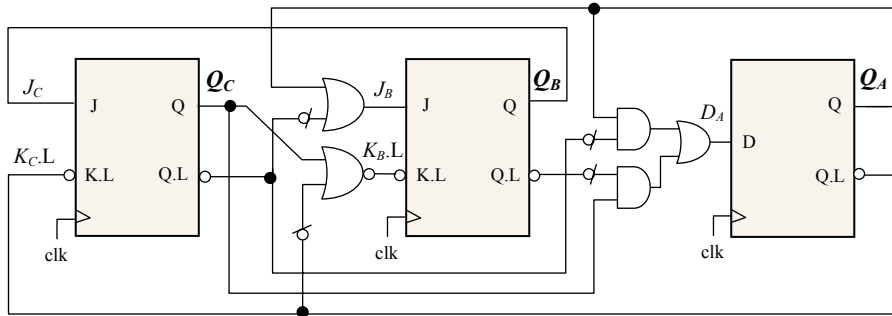 J_C
Q_C
J
Q
K_C.L
K.L
Q.L
clk
J_B
K_B.L
Q_B
J
Q
K.L
Q.L
clk
D_A
Q_A
D
Q
Q.L
clk